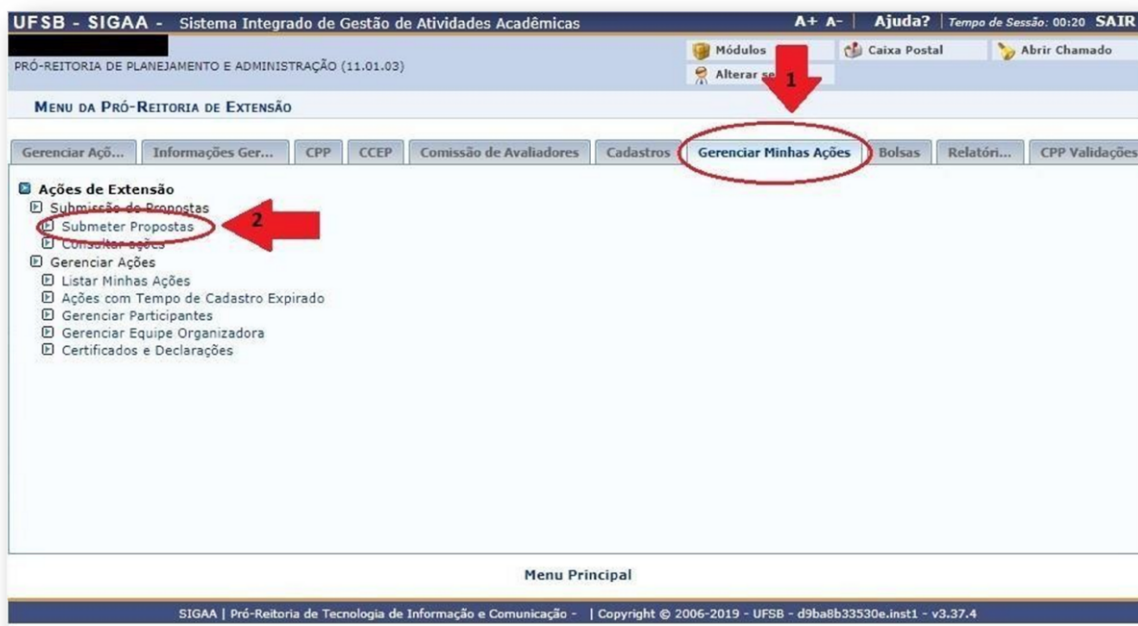 UFSB - SIGAA - Sistema Integrado de Gestão de Atividades Acadêmicas A+ A- | Ajuda? | Tempo de Sessão: 00:20 SAIR
Módulos Caixa Postal Abrir Chamado
PRÓ-REITORIA DE PLANEJAMENTO E ADMINISTRAÇÃO (11.01.03)
Alterar
1
MENU DA PRÓ-REITORIA DE EXTENSÃO
Gerenciar Açõ... Informações Ger... CPP CCEP Comissão de Avaliadores Cadastros Gerenciar Minhas Ações Bolsas Relatóri... CPP Validações
Ações de Extensão
Submissão de Propostas
Submeter Propostas 2
Consultar ações
Gerenciar Ações
Listar Minhas Ações
Ações com Tempo de Cadastro Expirado
Gerenciar Participantes
Gerenciar Equipe Organizadora
Certificados e Declarações
Menu Principal
SIGAA | Pró-Reitoria de Tecnologia de Informação e Comunicação - | Copyright © 2006-2019 - UFSB - d9ba8b33530e.inst1 - v3.37.4